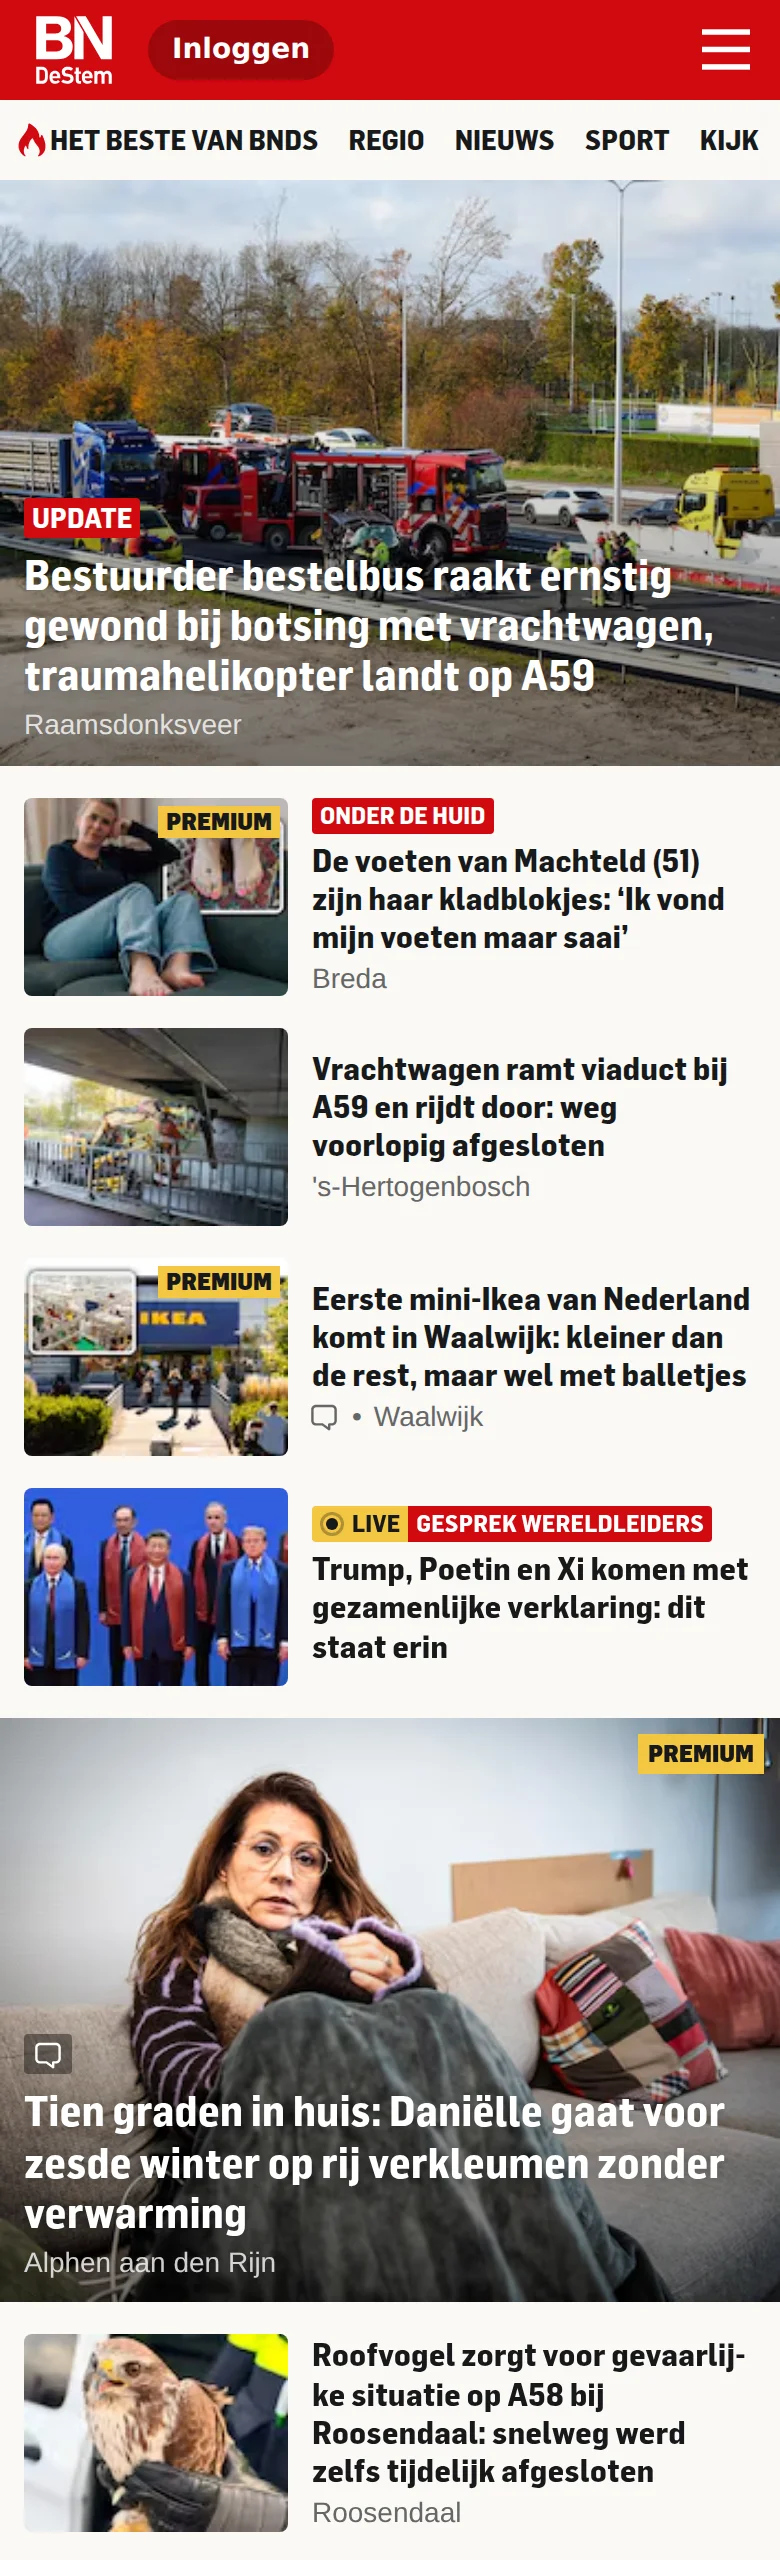 BN
DeStem
Inloggen
HET BESTE VAN BNDS
REGIO
NIEUWS
SPORT
KIJK
UPDATE
Bestuurder bestelbus raakt ernstig
gewond bij botsing met vrachtwagen,
traumahelikopter landt op A59
Raamsdonksveer
PREMIUM
ONDER DE HUID
De voeten van Machteld (51)
zijn haar kladblokjes: ‘Ik vond
mijn voeten maar saai’
Breda
Vrachtwagen ramt viaduct bij
A59 en rijdt door: weg
voorlopig afgesloten
's-Hertogenbosch
PREMIUM
IKEA
Eerste mini-Ikea van Nederland
komt in Waalwijk: kleiner dan
de rest, maar wel met balletjes
• Waalwijk
LIVE GESPREK WERELDLEIDERS
Trump, Poetin en Xi komen met
gezamenlijke verklaring: dit
staat erin
PREMIUM
Tien graden in huis: Daniëlle gaat voor
zesde winter op rij verkleumen zonder
verwarming
Alphen aan den Rijn
Roofvogel zorgt voor gevaarlij-
ke situatie op A58 bij
Roosendaal: snelweg werd
zelfs tijdelijk afgesloten
Roosendaal